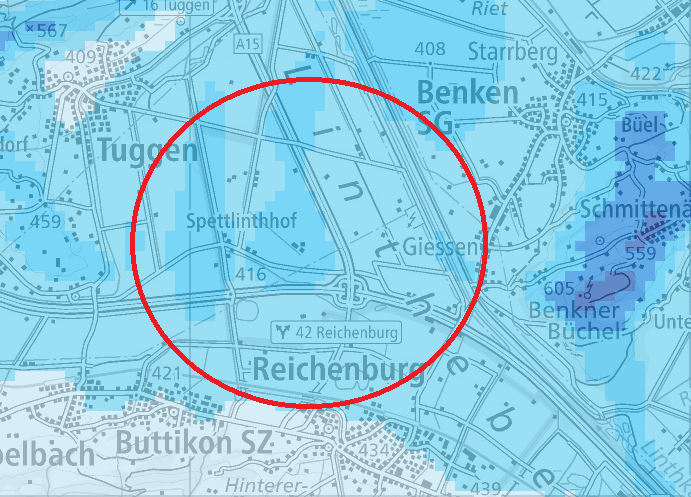 16 Tuggen
Riet
567
A15
409
408
Starrberg
422
Benken
SG
415
Büel
Tuggen
dorf
459
Spettlinthhof
Linthebe
Schmittenä
Giessen
416
559
605
Benkner
Büchel
Unte
42 Reichenburg
Reichenburg
421
Buttikon SZ
elbach
434
Linth
Hinterer-
439